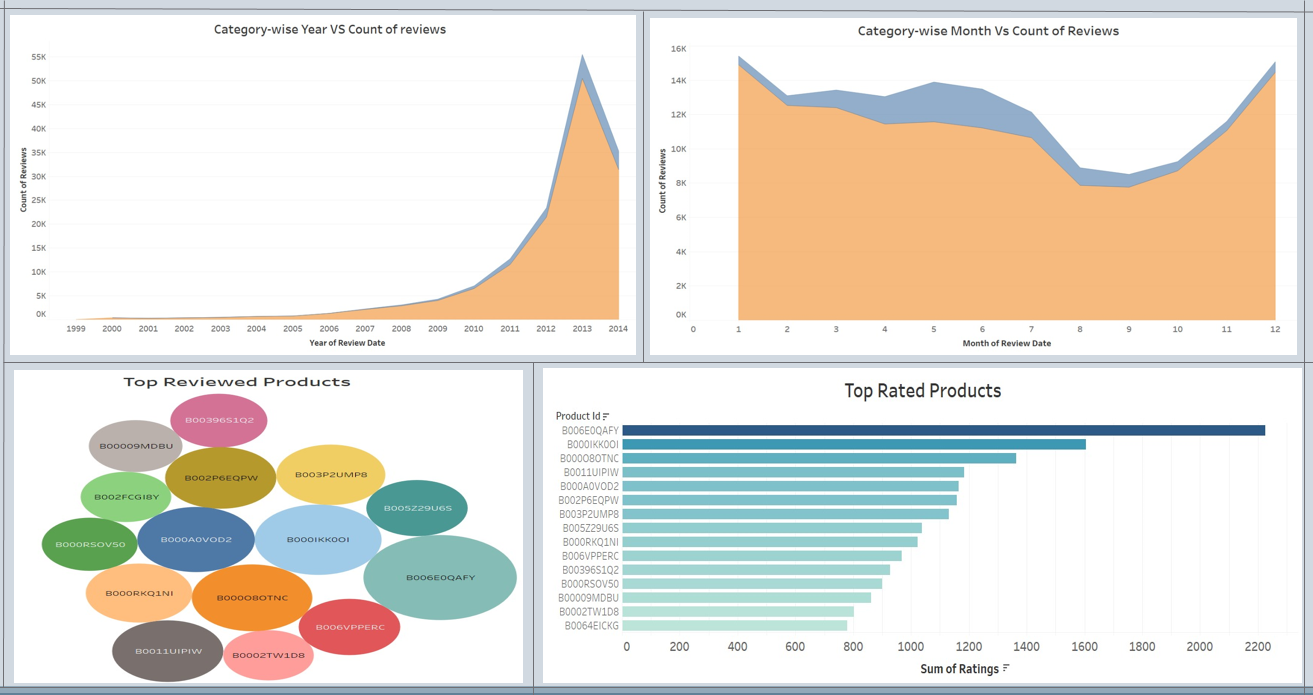 Category-wise Year VS Count of reviews
Count of Reviews
55K
50K
45K
40K
35K
30K
25K
20K
15K
10K
5K
0K
1999 2000 2001 2002 2003 2004 2005 2006 2007 2008 2009 2010 2011 2012 2013 2014
Year of Review Date
Category-wise Month Vs Count of Reviews
Count of Reviews
16K
14K
12K
10K
8K
6K
4K
2K
0K
0 1 2 3 4 5 6 7 8 9 10 11 12
Month of Review Date
Top Reviewed Products
B00396S1Q2
B00009MDBU
B002P6EQPW
B003P2UMP8
B002FCGIBY
B005Z29U6S
B000RSOV50
B000A0VOD2
B000IKK0OI
B006E0QAFY
B000RKQ1NI
B00008OTNC
B006VPPERC
B0011UIPIW
B0002TW1D8
Top Rated Products
Product Id
B006E0QAFY
B000IKK0OI
B00008OTNC
B0011UIPIW
B000A0VOD2
B002P6EQPW
B003P2UMP8
B005Z29U6S
B000RKQ1NI
B006VPPERC
B00396S1Q2
B000RSOV50
B00009MDBU
B0002TW1D8
B0064EICKG
0 200 400 600 800 1000 1200 1400 1600 1800 2000 2200
Sum of Ratings